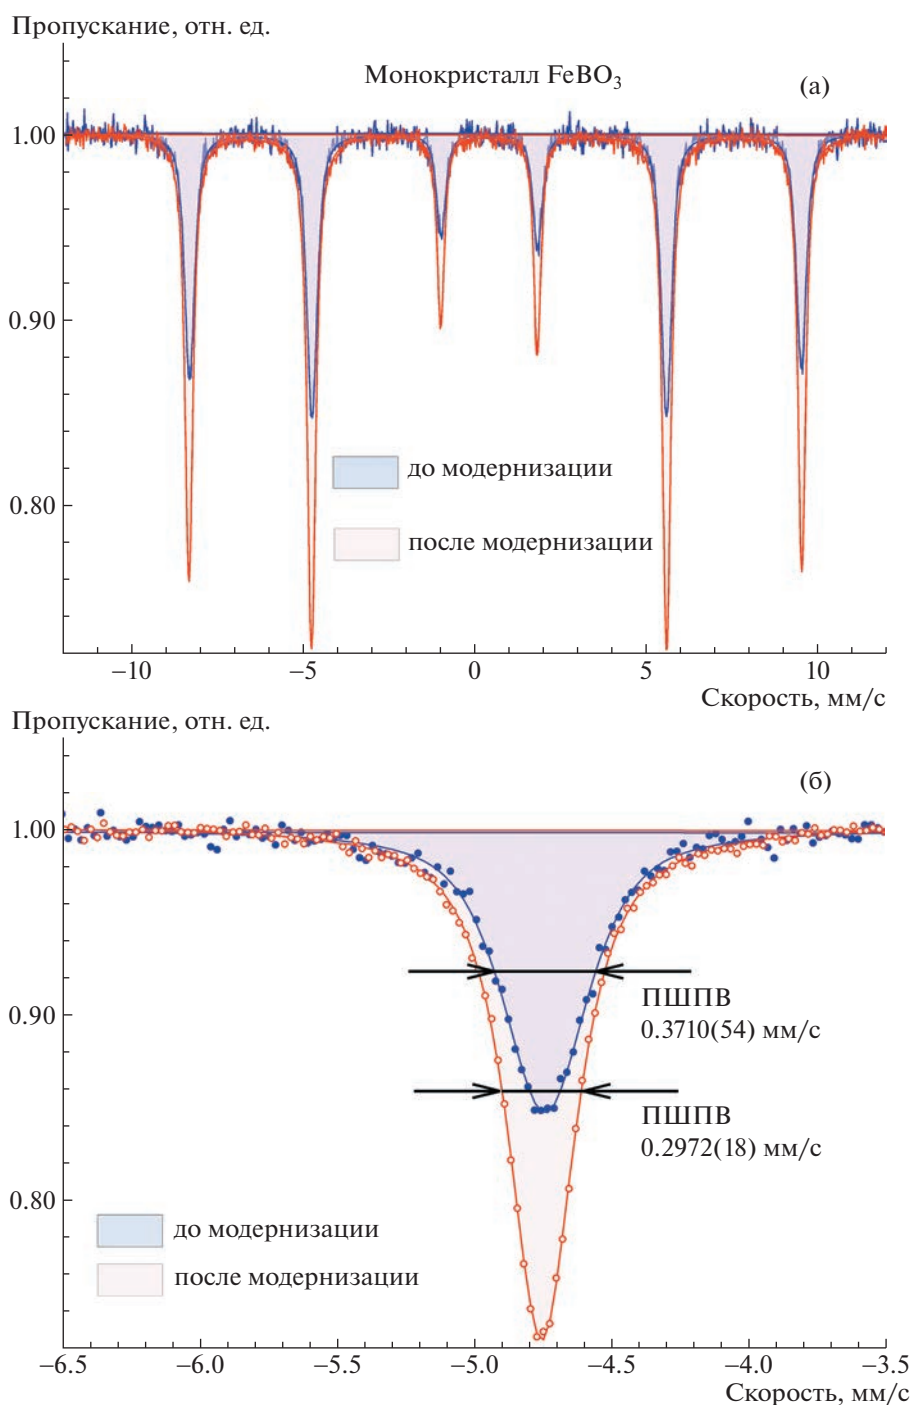 Пропускание, отн. ед.
Монокристалл FeBO3
(а)
1.00
0.90
0.80
до модернизации
после модернизации
−10
−5
0
5
10
Скорость, мм/с
Пропускание, отн. ед.
(б)
1.00
0.90
0.80
ПШПВ
0.3710(54) мм/с
ПШПВ
0.2972(18) мм/с
до модернизации
после модернизации
−6.5
−6.0
−5.5
−5.0
−4.5
−4.0
−3.5
Скорость, мм/с